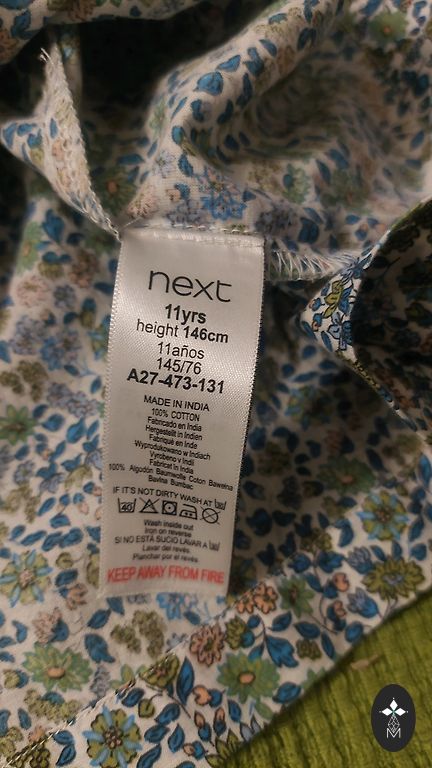 next
11yrs
height 146cm
11años
145/76
A27-473-131
MADE IN INDIA
100% COTTON
Fabricado en India
Hergestellt in Indien
Fabriqué en Inde
Wyprodukowano w Indiach
Vyrobeno v Indii
Fabricat în India
100% Algodón Baumwolle Coton Bawełna
Bavlna Bumbac
IF IT'S NOT DIRTY WASH AT 30
40
Wash inside out
Iron on reverse
SI NO ESTÁ SUCIO LAVAR A 30
Lavar del revés.
Planchar por el revés.
KEEP AWAY FROM FIRE
M